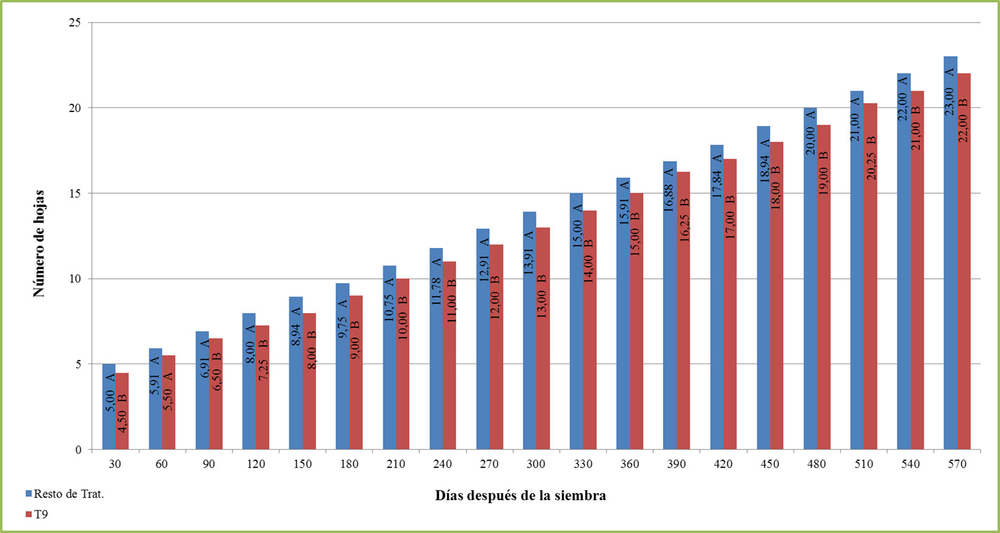 25
20
15
10
5
0
Número de hojas
5,00 A
4,50 B
5,91 A
5,50 A
6,91 A
6,50 B
8,00 A
7,25 B
8,94 A
8,00 B
9,75 A
9,00 B
10,75 A
10,00 B
11,78 A
11,00 B
12,91 A
12,00 B
13,91 A
13,00 B
15,00 A
14,00 B
15,91 A
15,00 B
16,88 A
16,25 B
17,84 A
17,00 B
18,94 A
18,00 B
20,00 A
19,00 B
21,00 A
20,25 B
22,00 A
21,00 B
23,00 A
22,00 B
30 60 90 120 150 180 210 240 270 300 330 360 390 420 450 480 510 540 570
Días después de la siembra
Resto de Trat.
T9